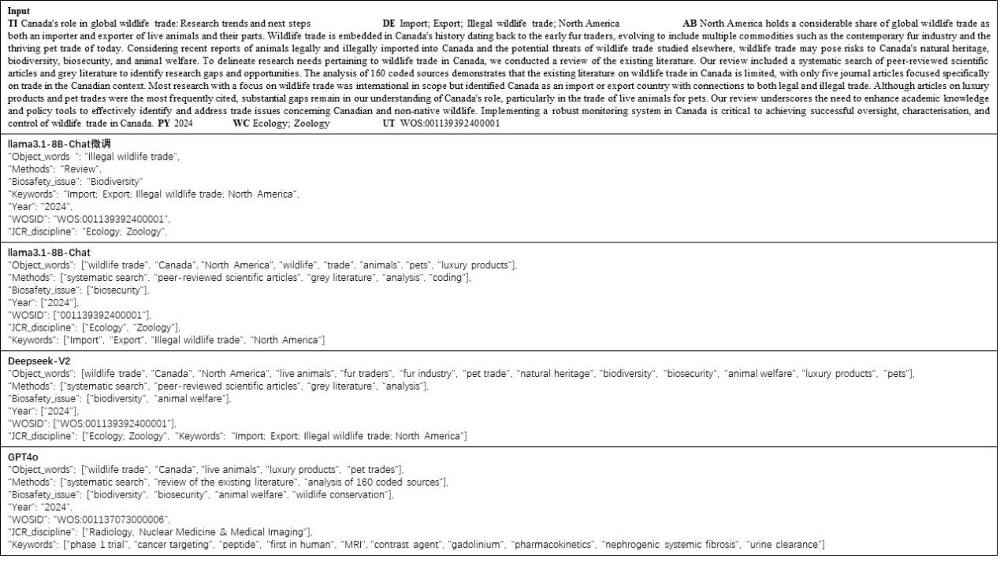 Input
TI Canada's role in global wildlife trade: Research trends and next steps DE Import; Export; Illegal wildlife trade; North America AB North America holds a considerable share of global wildlife trade as
both an importer and exporter of live animals and their parts. Wildlife trade is embedded in Canada's history dating back to the early fur traders, evolving to include multiple commodities such as the contemporary fur industry and the
thriving pet trade of today. Considering recent reports of animals legally and illegally imported into Canada and the potential threats of wildlife trade studied elsewhere, wildlife trade may pose risks to Canada's natural heritage,
biodiversity, biosecurity, and animal welfare. To delineate research needs pertaining to wildlife trade in Canada, we conducted a review of the existing literature. Our review included a systematic search of peer-reviewed scientific
articles and grey literature to identify research gaps and opportunities. The analysis of 160 coded sources demonstrates that the existing literature on wildlife trade in Canada is limited, with only five journal articles focused specifically
on trade in the Canadian context. Most research with a focus on wildlife trade was international in scope but identified Canada as an import or export country with connections to both legal and illegal trade. Although articles on luxury
products and pet trades were the most frequently cited, substantial gaps remain in our understanding of Canada's role, particularly in the trade of live animals for pets. Our review underscores the need to enhance academic knowledge
and policy tools to effectively identify and address trade issues concerning Canadian and non-native wildlife. Implementing a robust monitoring system in Canada is critical to achieving successful oversight, characterisation, and
control of wildlife trade in Canada. PY 2024 WC Ecology; Zoology UT WOS:001139392400001
llama3.1-8B-Chat微调
"Object_words ": "Illegal wildlife trade",
"Methods": "Review",
"Biosafety_issue": "Biodiversity"
"Keywords": "Import; Export; Illegal wildlife trade; North America",
"Year": "2024",
"WOSID": "WOS:001139392400001",
"JCR_discipline": "Ecology; Zoology",
llama3.1-8B-Chat
"Object_words": ["wildlife trade", "Canada", "North America", "wildlife", "trade", "animals", "pets", "luxury products"],
"Methods": ["systematic search", "peer-reviewed scientific articles", "grey literature", "analysis", "coding"],
"Biosafety_issue": ["biosecurity"],
"Year": ["2024"],
"WOSID": ["001139392400001"],
"JCR_discipline": ["Ecology", "Zoology"],
"Keywords": ["Import", "Export", "Illegal wildlife trade", "North America"]
Deepseek-V2
"Object_words": [wildlife trade", "Canada", "North America", "live animals", "fur traders", "fur industry", "pet trade", "natural heritage", "biodiversity", "biosecurity", "animal welfare", "luxury products", "pets"],
"Methods": ["systematic search", "peer-reviewed scientific articles", "grey literature", "analysis"],
"Biosafety_issue": ["biodiversity", "animal welfare"],
"Year": ["2024"],
"WOSID": ["WOS:001139392400001"],
"JCR_discipline": ["Ecology; Zoology", "Keywords": "Import; Export; Illegal wildlife trade; North America"]
GPT4o
"Object_words": ["wildlife trade", "Canada", "live animals", "luxury products", "pet trades"],
"Methods": ["systematic search", "review of the existing literature", "analysis of 160 coded sources"],
"Biosafety_issue": ["biodiversity", "biosecurity", "animal welfare", "wildlife conservation"],
"Year": "2024",
"WOSID": "WOS:001137073000006",
"JCR_discipline": ["Radiology, Nuclear Medicine & Medical Imaging"],
"Keywords": ["phase 1 trial", "cancer targeting", "peptide", "first in human", "MRI", "contrast agent", "gadolinium", "pharmacokinetics", "nephrogenic systemic fibrosis", "urine clearance"]